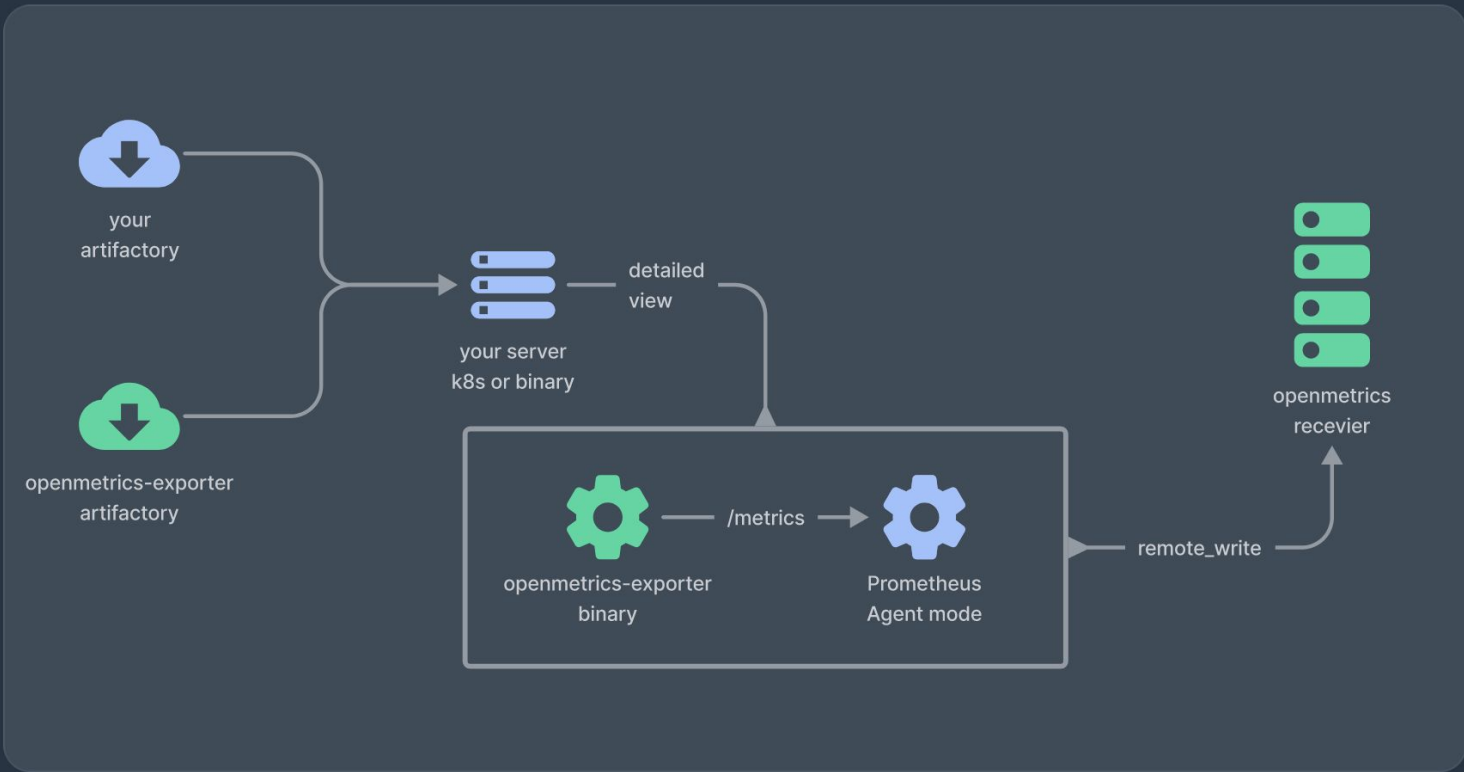 your
artifactory
openmetrics-exporter
artifactory
your server
k8s or binary
detailed
view
openmetrics-exporter
binary
/metrics
Prometheus
Agent mode
remote_write
openmetrics
recevier